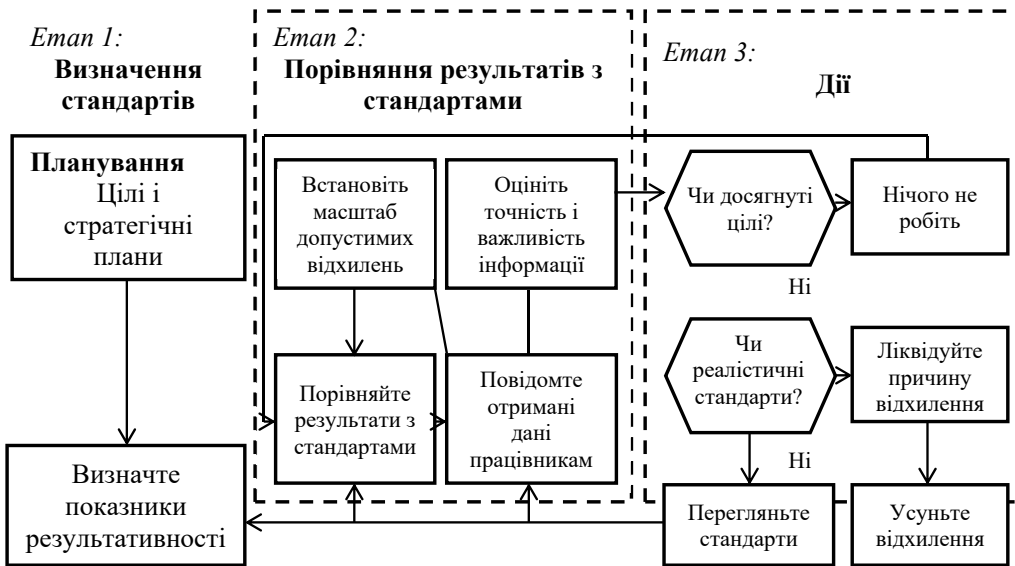 Етап 1:
Визначення
стандартів
Планування
Цілі і
стратегічні
плани
Визначте
показники
результативності
Етап 2:
Порівняння результатів з
стандартами
Встановіть
масштаб
допустимих
відхилень
Оцініть
точність і
важливість
інформації
Порівняйте
результати з
стандартами
Повідомте
отримані
дані
працівникам
Етап 3:
Дії
Чи досягнуті
цілі?
Нічого не
робіть
Ні
Чи
реалістичні
стандарти?
Ліквідуйте
причину
відхилення
Ні
Перегляньте
стандарти
Усуньте
відхилення